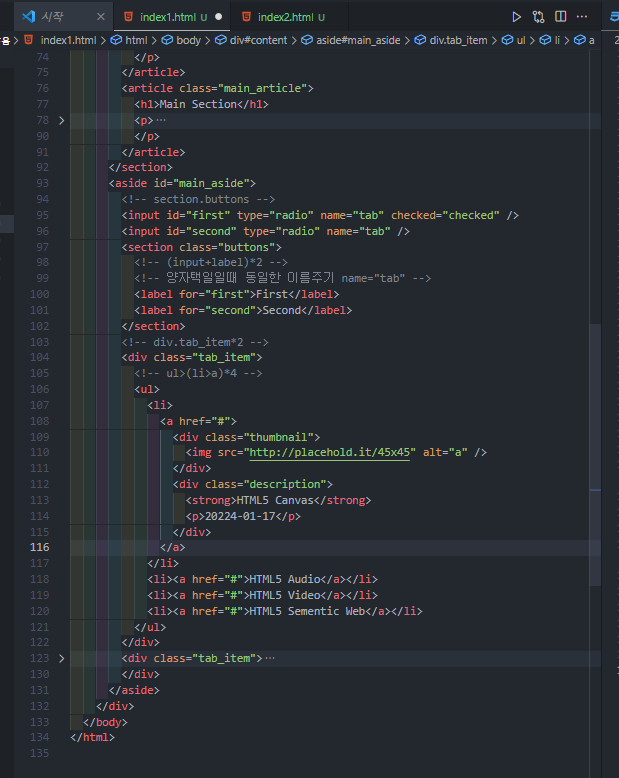 시작 × index1.html U ● index2.html U
index1.html > html > body > div#content > aside#main_aside > div.tab_item > ul > li > a
74 </p>
75 </article>
76 <article class="main_article">
77 <h1>Main Section</h1>
78 <p>…
90 </p>
91 </article>
92 </section>
93 <aside id="main_aside">
94 <!-- section.buttons -->
95 <input id="first" type="radio" name="tab" checked="checked" />
96 <input id="second" type="radio" name="tab" />
97 <section class="buttons">
98 <!-- (input+label)*2 -->
99 <!-- 양자택일일때 동일한 이름주기 name="tab" -->
100 <label for="first">First</label>
101 <label for="second">Second</label>
102 </section>
103 <!-- div.tab_item*2 -->
104 <div class="tab_item">
105 <!-- ul>(li>a)*4 -->
106 <ul>
107 <li>
108 <a href="#">
109 <div class="thumbnail">
110 <img src="http://placehold.it/45x45" alt="a" />
111 </div>
112 <div class="description">
113 <strong>HTML5 Canvas</strong>
114 <p>20224-01-17</p>
115 </div>
116 </a>
117 </li>
118 <li><a href="#">HTML5 Audio</a></li>
119 <li><a href="#">HTML5 Video</a></li>
120 <li><a href="#">HTML5 Sementic Web</a></li>
121 </ul>
122 </div>
123 <div class="tab_item">…
130 </div>
131 </aside>
132 </div>
133 </body>
134 </html>
135